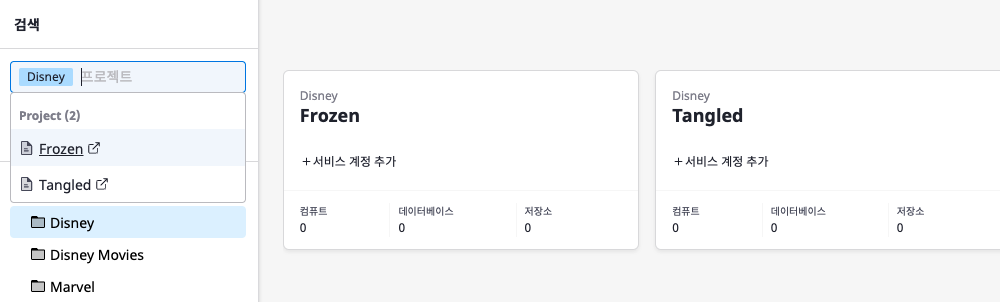 검색
Disney 프로젝트
Project (2)
Frozen
Tangled
Disney
Disney Movies
Marvel
Disney
Frozen
+ 서비스 계정 추가
컴퓨트 데이터베이스 저장소
0 0 0
Disney
Tangled
+ 서비스 계정 추가
컴퓨트 데이터베이스 저장소
0 0 0